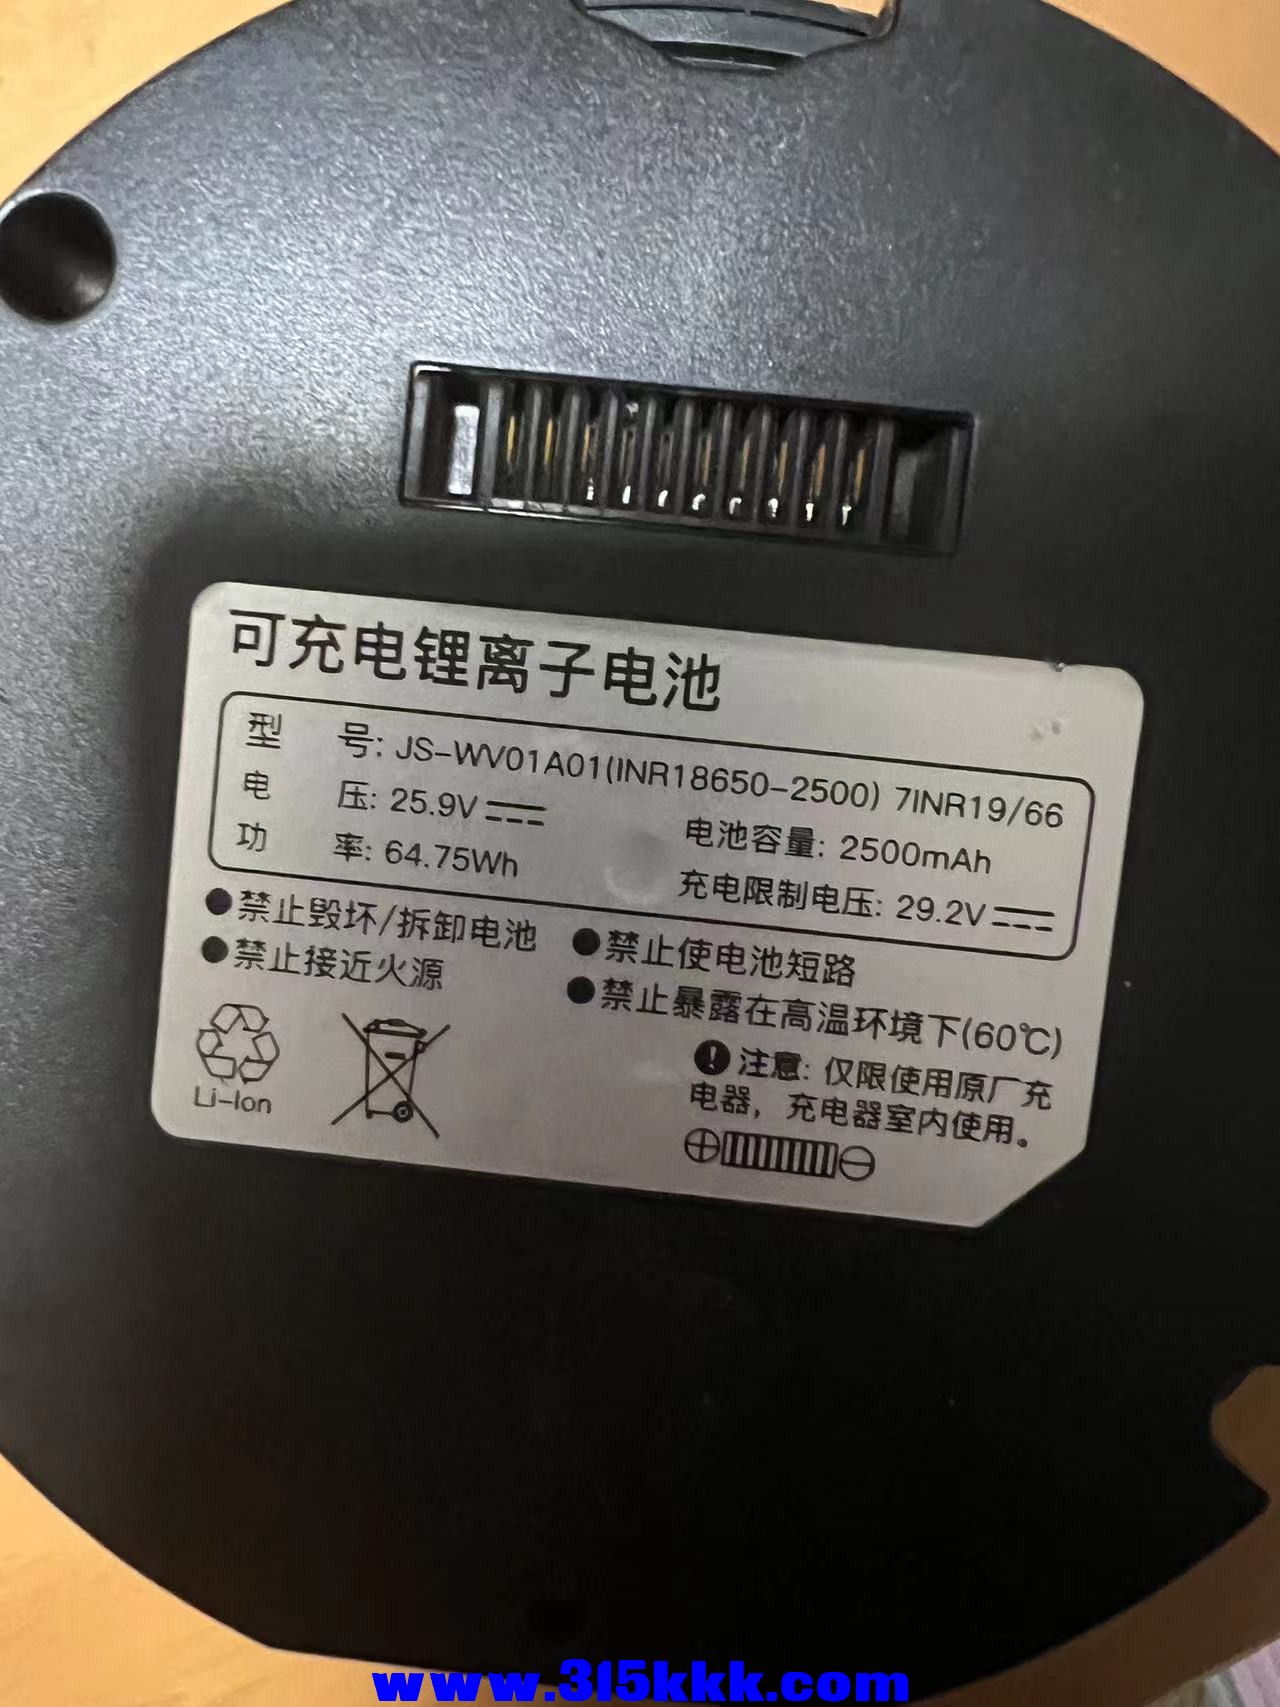 可充电锂离子电池
型 号: JS-WV01A01(INR18650-2500) 7INR19/66
电 压: 25.9V 电池容量: 2500mAh
功 率: 64.75Wh 充电限制电压: 29.2V
●禁止毁坏/拆卸电池 ●禁止使电池短路
●禁止接近火源 ●禁止暴露在高温环境下(60℃)
注意: 仅限使用原厂充
电器，充电器室内使用。
Li-Ion
www.315kkk.com